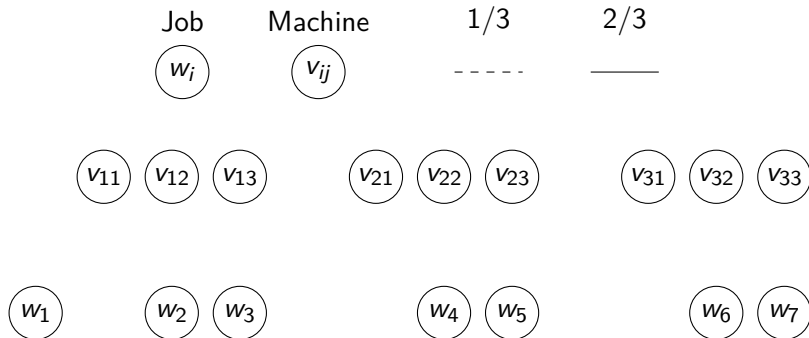 Job Machine 1/3 2/3
w_i v_ij
v_11 v_12 v_13 v_21 v_22 v_23 v_31 v_32 v_33
w_1 w_2 w_3 w_4 w_5 w_6 w_7